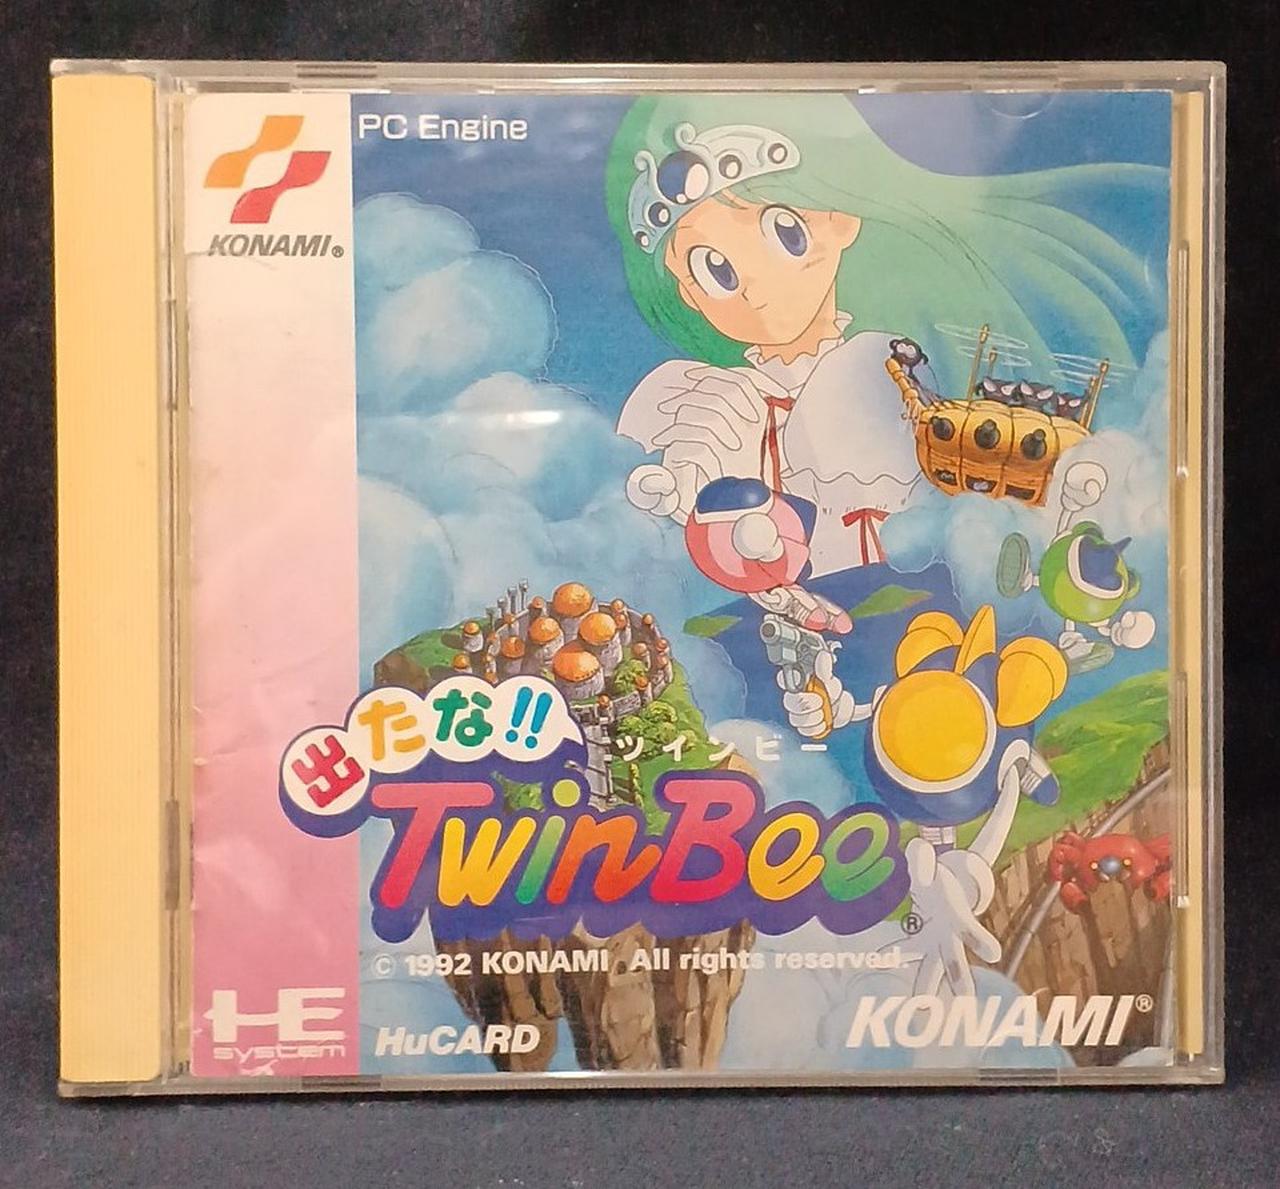 PC Engine
KONAMI®
出たな!!
ツインビー
TwinBee®
© 1992 KONAMI All rights reserved.
HE
system
HuCARD
KONAMI®